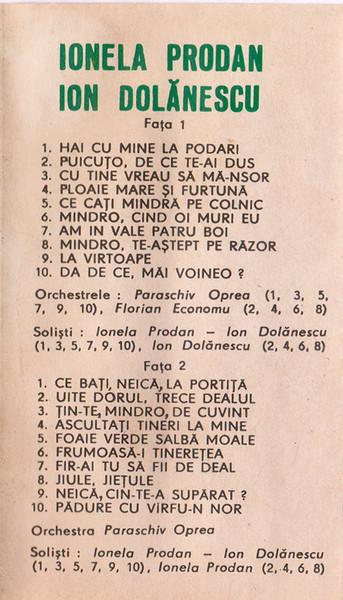 IONELA PRODAN
ION DOLĂNESCU
Fața 1
1. HAI CU MINE LA PODARI
2. PUICUȚO, DE CE TE-AI DUS
3. CU TINE VREAU SĂ MĂ-NSOR
4. PLOAIE MARE ȘI FURTUNĂ
5. CE CAȚI MINDRĂ PE COLNIC
6. MINDRO, CIND OI MURI EU
7. AM IN VALE PATRU BOI
8. MINDRO, TE-AȘTEPT PE RĂZOR
9. LA VIRTOAPE
10. DA DE CE, MĂI VOINEO ?
Orchestrele : Paraschiv Oprea (1, 3, 5,
7, 9, 10), Florian Economu (2, 4, 6, 8)
Soliști : Ionela Prodan – Ion Dolănescu
(1, 3, 5, 7, 9, 10), Ion Dolănescu (2, 4, 6, 8)
Fața 2
1. CE BAȚI, NEICĂ, LA PORTIȚĂ
2. UITE DORUL, TRECE DEALUL
3. ȚIN-TE, MINDRO, DE CUVINT
4. ASCULTAȚI TINERI LA MINE
5. FOAIE VERDE SALBĂ MOALE
6. FRUMOASĂ-I TINEREȚEA
7. FIR-AI TU SĂ FII DE DEAL
8. JIULE, JIEȚULE
9. NEICĂ, CIN-TE-A SUPĂRAT ?
10. PĂDURE CU VIRFU-N NOR
Orchestra Paraschiv Oprea
Soliști : Ionela Prodan – Ion Dolănescu
(1, 3, 5, 7, 9, 10), Ionela Prodan (2, 4, 6, 8)